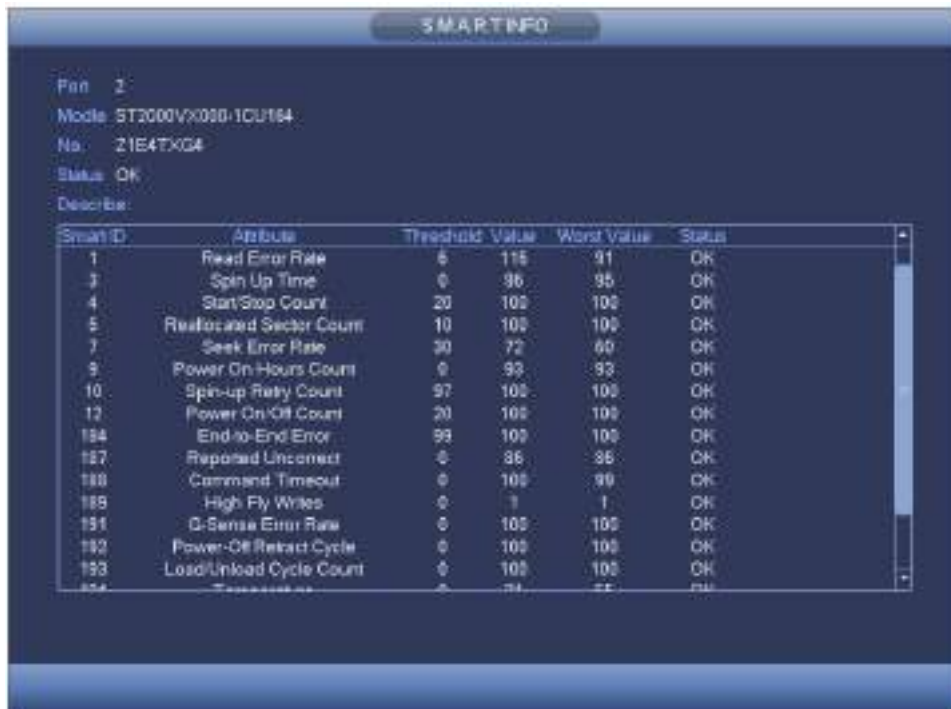 S.M.A.R.T INFO
Port 2
Modle ST2000VX000-1CU164
No. Z1E4TXG4
Status OK
Describe:
Smart ID Attribute Threshold Value Worst Value Status
1 Read Error Rate 6 116 91 OK
3 Spin Up Time 0 96 95 OK
4 Start/Stop Count 20 100 100 OK
5 Reallocated Sector Count 10 100 100 OK
7 Seek Error Rate 30 72 60 OK
9 Power On Hours Count 0 93 93 OK
10 Spin-up Retry Count 97 100 100 OK
12 Power On/Off Count 20 100 100 OK
184 End-to-End Error 99 100 100 OK
187 Reported Uncorrect 0 OK
188 Command Timeout 0 100 99 OK
189 High Fly Writes 0 1 1 OK
191 G-Sense Error Rate 0 100 100 OK
192 Power-Off Retract Cycle 0 100 100 OK
193 Load/Unload Cycle Count 0 100 100 OK